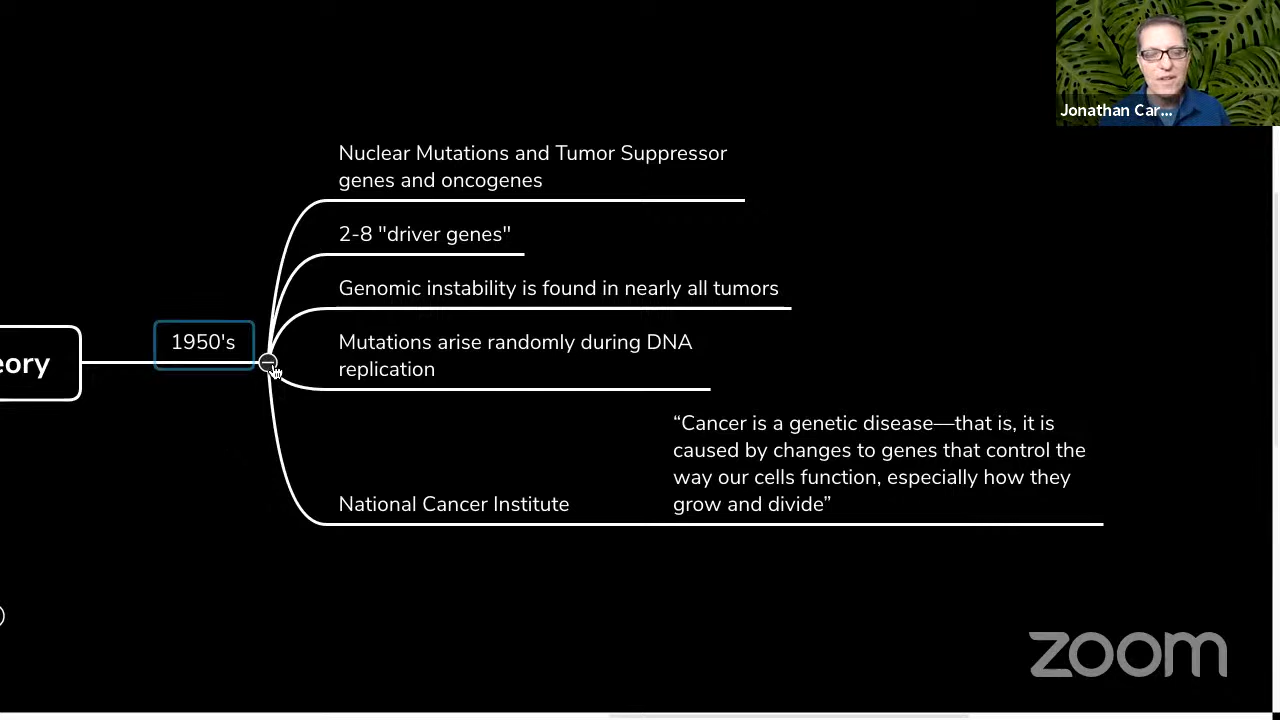 Jonathan Car...
Nuclear Mutations and Tumor Suppressor
genes and oncogenes
2-8 "driver genes"
Genomic instability is found in nearly all tumors
eory
1950's
Mutations arise randomly during DNA
replication
National Cancer Institute
“Cancer is a genetic disease—that is, it is
caused by changes to genes that control the
way our cells function, especially how they
grow and divide”
zoom